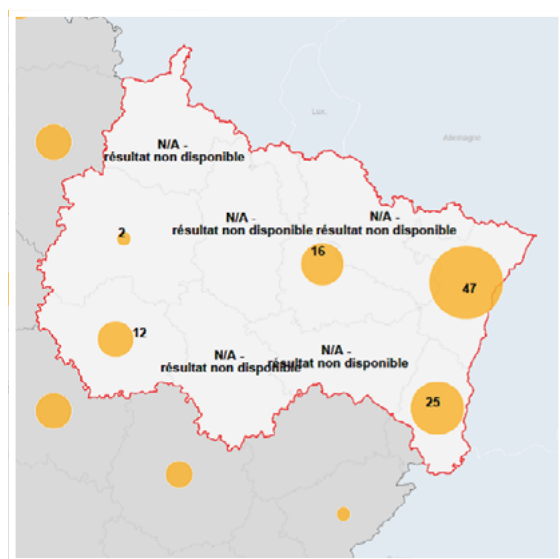 Lux.
Allemagne
N/A -
résultat non disponible
N/A -
résultat non disponible
N/A -
résultat non disponible
2
16
47
12
N/A -
résultat non disponible
N/A -
résultat non disponible
25